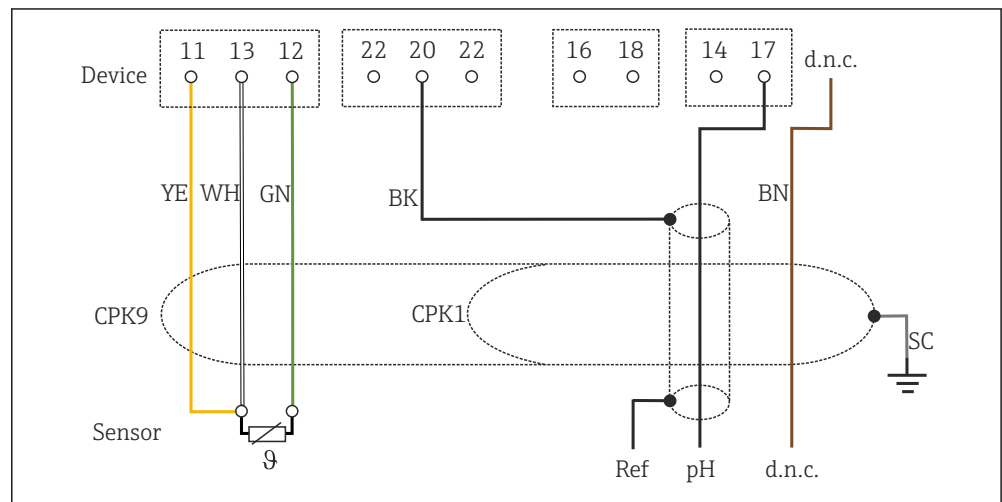 11 13 12 22 20 22 16 18 14 17 d.n.c.
Device
YE WH GN BK BN
CPK9 CPK1
SC
Sensor
ϑ Ref pH d.n.c.